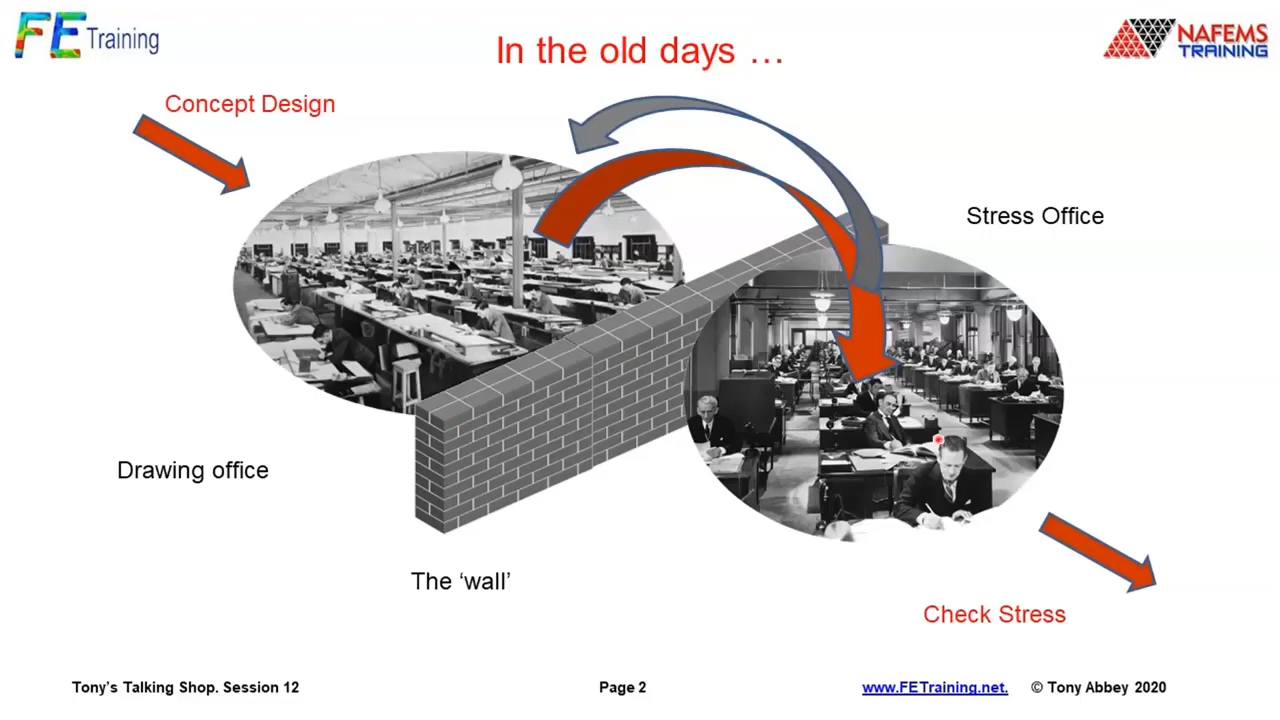 FE Training
In the old days …
NAFEMS
TRAINING
Concept Design
Stress Office
Drawing office
The ‘wall’
Check Stress
Tony’s Talking Shop. Session 12
Page 2
www.FETraining.net.
© Tony Abbey 2020